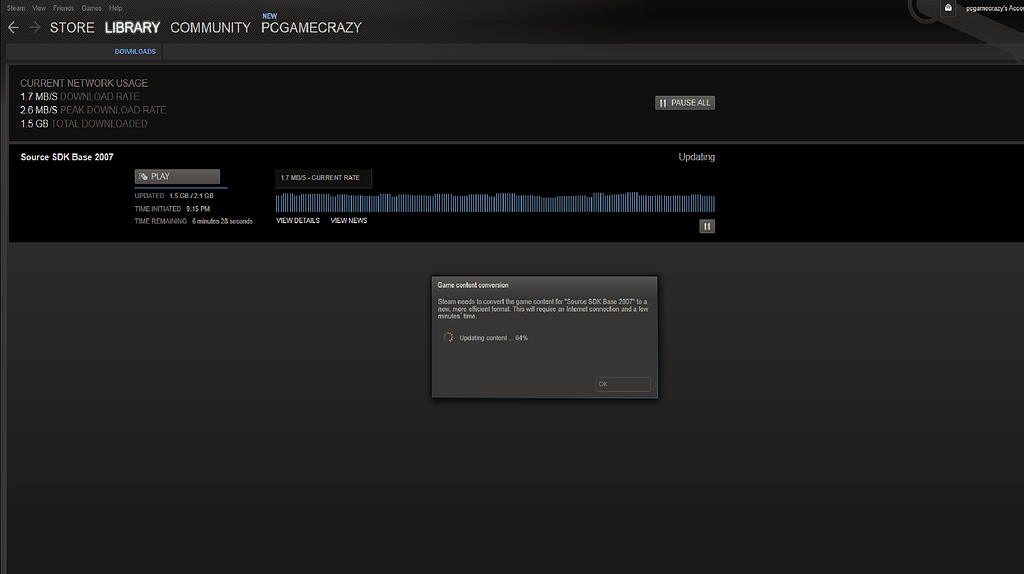 Steam View Friends Games Help
pcgamecrazy's Accou
NEW
STORE LIBRARY COMMUNITY PCGAMECRAZY
DOWNLOADS
CURRENT NETWORK USAGE
1.7 MB/S DOWNLOAD RATE
2.6 MB/S PEAK DOWNLOAD RATE
1.5 GB TOTAL DOWNLOADED
PAUSE ALL
Source SDK Base 2007
Updating
PLAY
1.7 MB/S - CURRENT RATE
UPDATED 1.5 GB / 2.1 GB
TIME INITIATED 9:15 PM
TIME REMAINING 6 minutes 28 seconds
VIEW DETAILS VIEW NEWS
Game content conversion
Steam needs to convert the game content for "Source SDK Base 2007" to a
new, more efficient format. This will require an Internet connection and a few
minutes' time.
Updating content ... 64%
OK